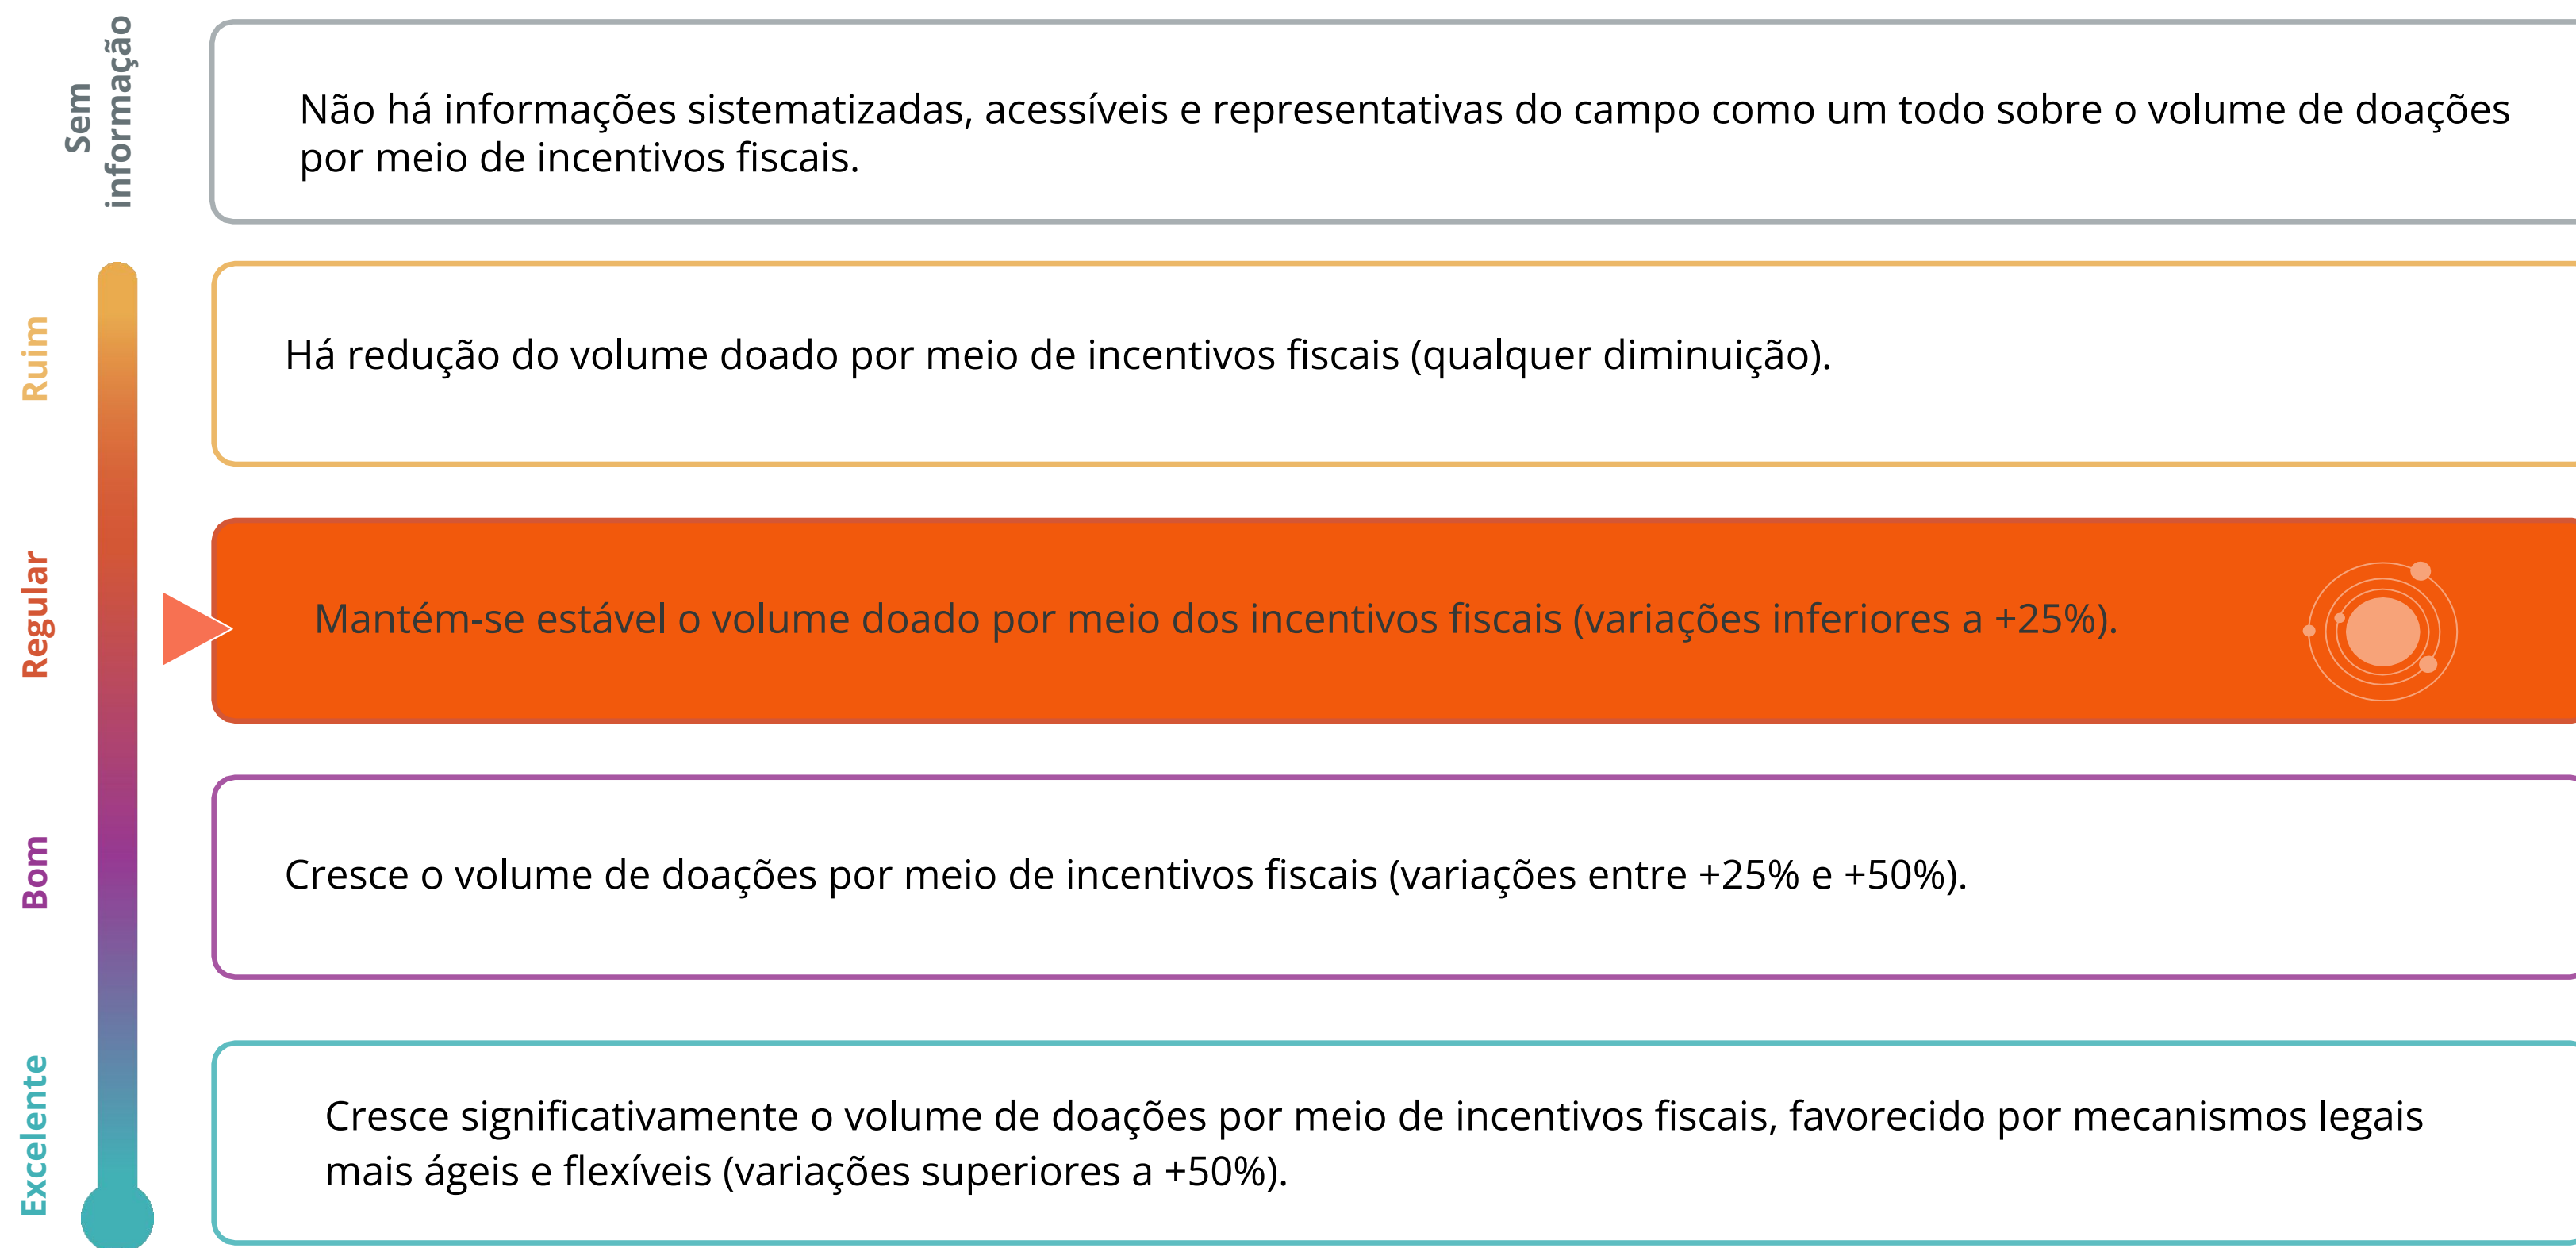 Sem
informação
Não há informações sistematizadas, acessíveis e representativas do campo como um todo sobre o volume de doações
por meio de incentivos fiscais.
Ruim
Há redução do volume doado por meio de incentivos fiscais (qualquer diminuição).
Regular
Mantém-se estável o volume doado por meio dos incentivos fiscais (variações inferiores a +25%).
Bom
Cresce o volume de doações por meio de incentivos fiscais (variações entre +25% e +50%).
Excelente
Cresce significativamente o volume de doações por meio de incentivos fiscais, favorecido por mecanismos legais
mais ágeis e flexíveis (variações superiores a +50%).